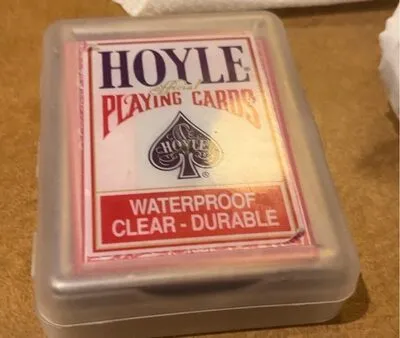 HOYLE®
Official
PLAYING CARDS
HOYLE
®
WATERPROOF
CLEAR - DURABLE